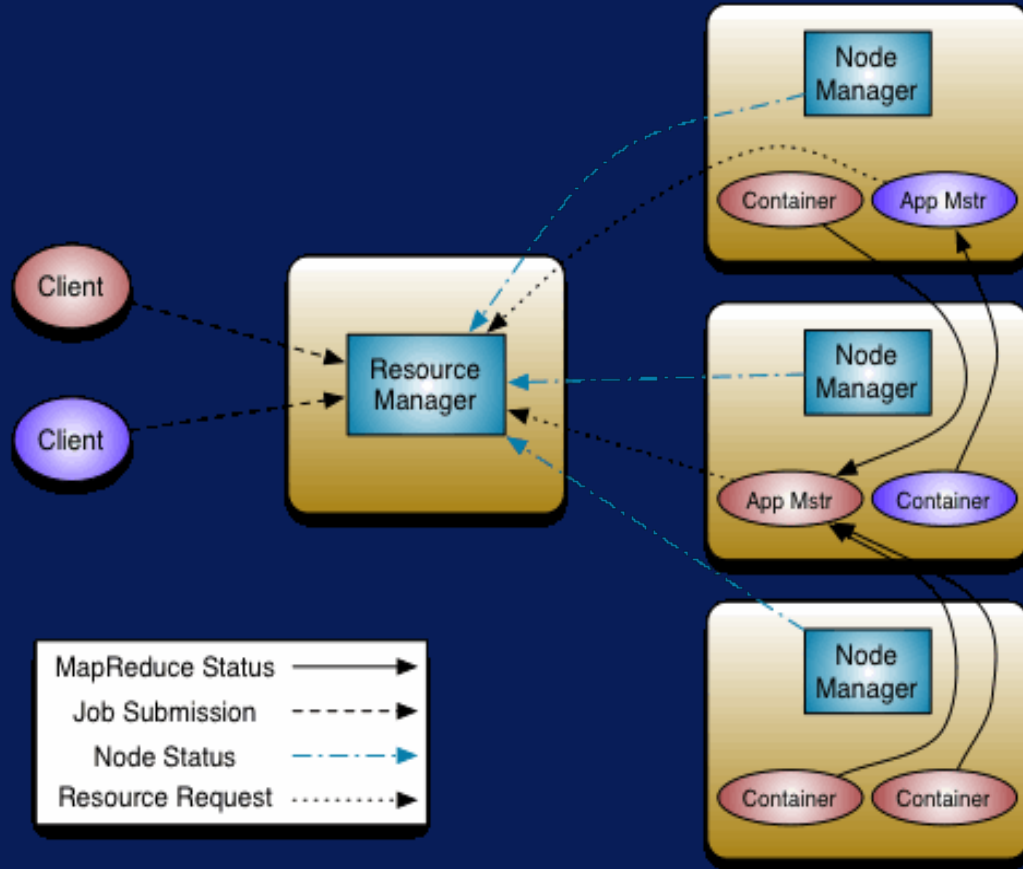 Node
Manager
Container
App Mstr
Client
Resource
Manager
Client
Node
Manager
App Mstr
Container
Node
Manager
Container
Container
MapReduce Status
Job Submission
Node Status
Resource Request